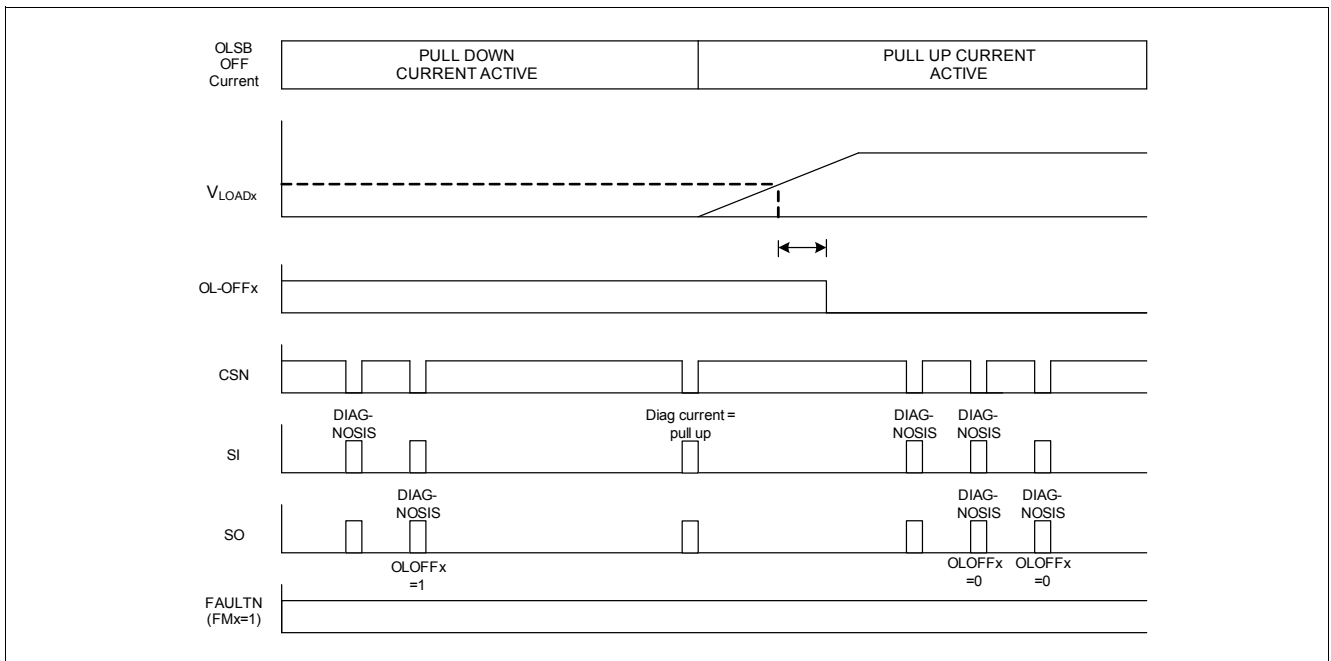 OLSB
OFF
Current
PULL DOWN
CURRENT ACTIVE
PULL UP CURRENT
ACTIVE
VLOADx
OL-OFFx
CSN
DIAG-
NOSIS
Diag current =
pull up
DIAG-
NOSIS
DIAG-
NOSIS
SI
DIAG-
NOSIS
DIAG-
NOSIS
DIAG-
NOSIS
SO
OLOFFx
=1
OLOFFx
=0
OLOFFx
=0
FAULTN
(FMx=1)